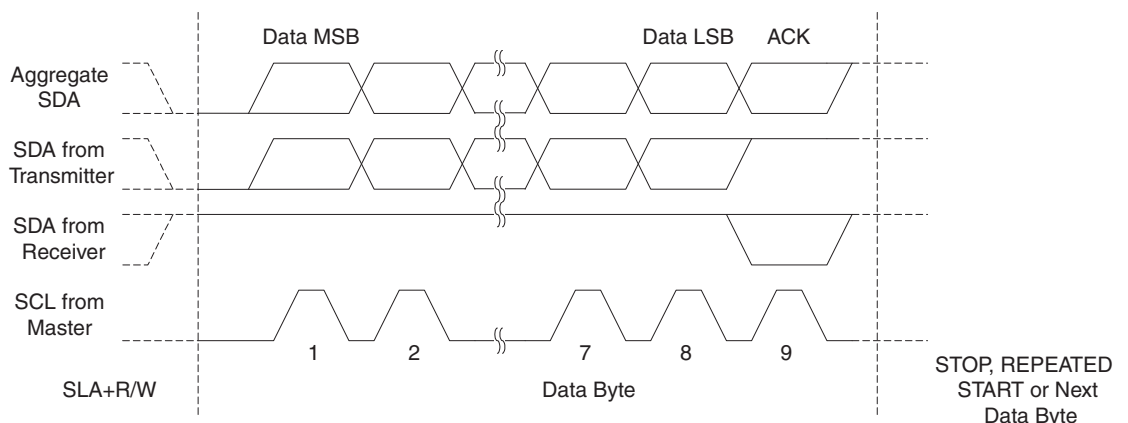 Data MSB
Data LSB
ACK
Aggregate
SDA
SDA from
Transmitter
SDA from
Receiver
SCL from
Master
1
2
7
8
9
SLA+R/W
Data Byte
STOP, REPEATED
START or Next
Data Byte